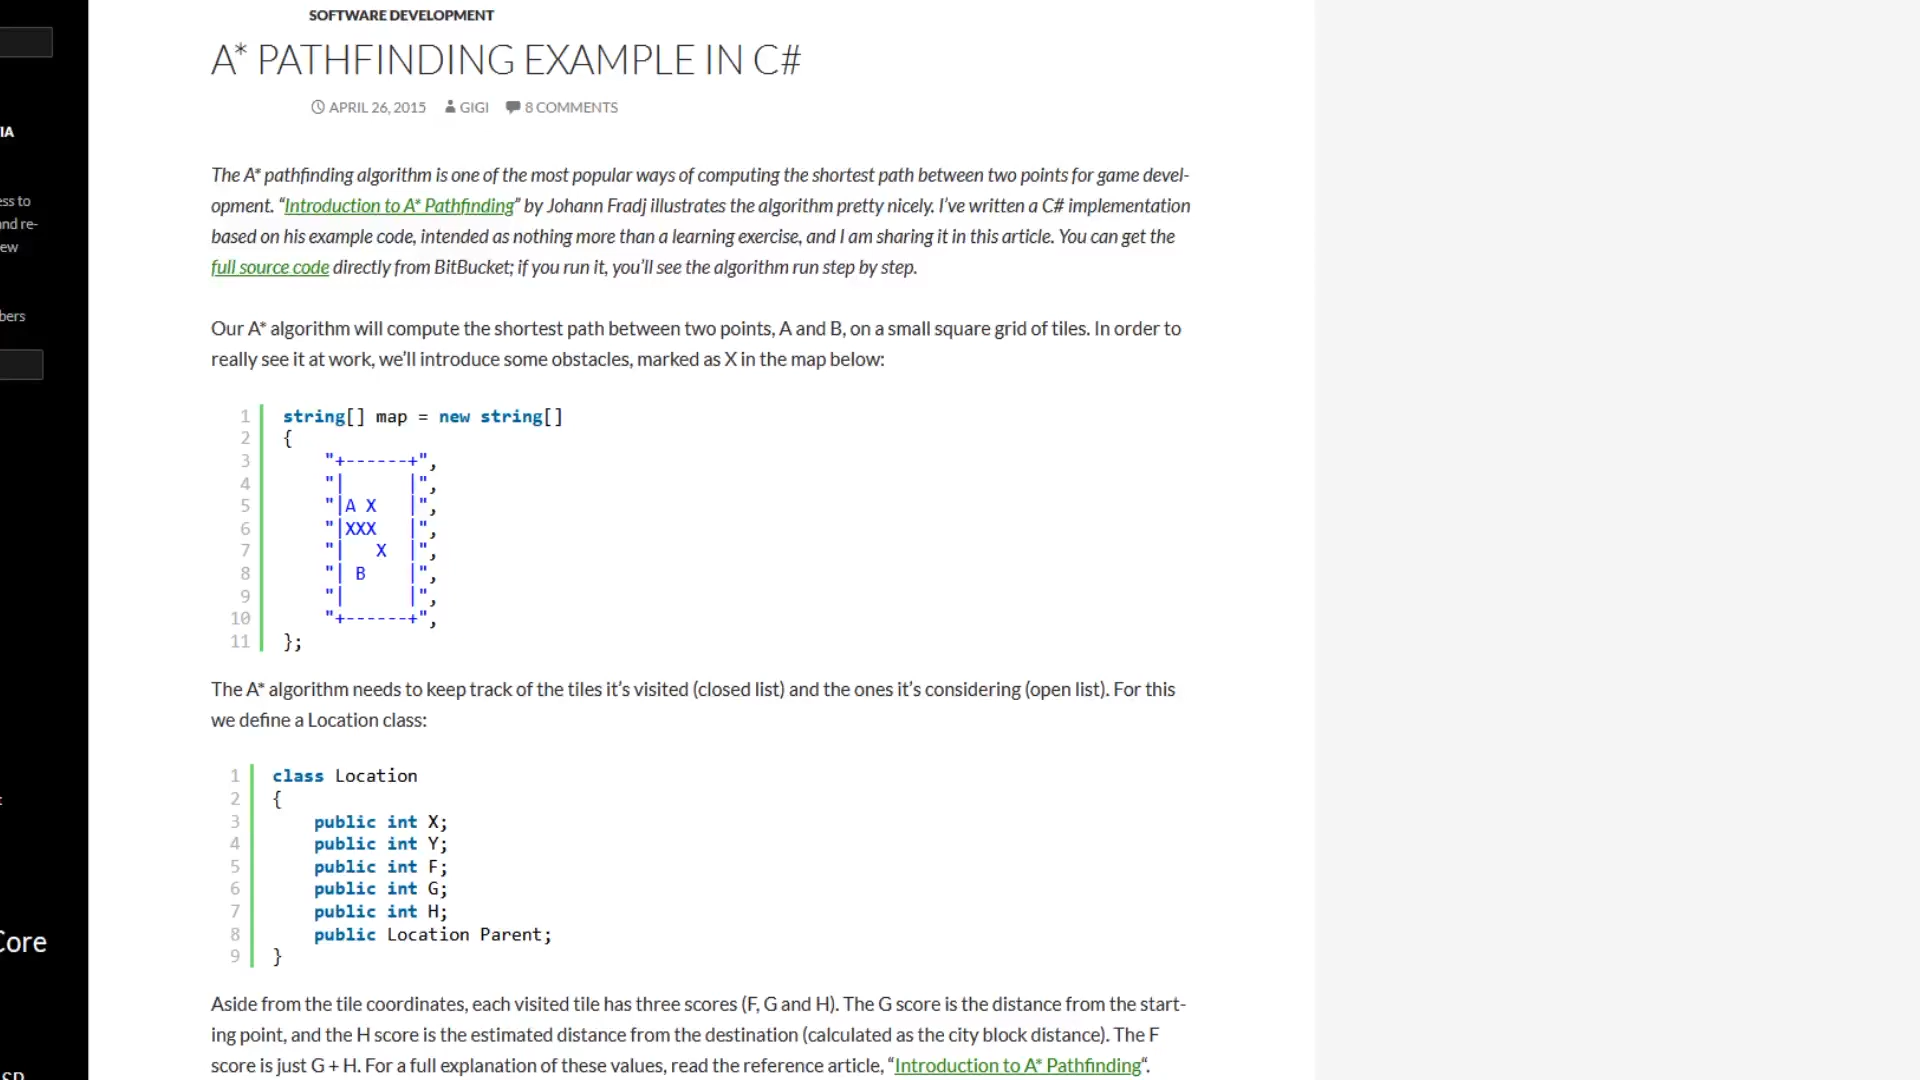 SOFTWARE DEVELOPMENT
A* PATHFINDING EXAMPLE IN C#
APRIL 26, 2015 GIGI 8 COMMENTS
IA
The A* pathfinding algorithm is one of the most popular ways of computing the shortest path between two points for game devel-
ess to
opment. “Introduction to A* Pathfinding” by Johann Fradj illustrates the algorithm pretty nicely. I’ve written a C# implementation
and re-
based on his example code, intended as nothing more than a learning exercise, and I am sharing it in this article. You can get the
ew
full source code directly from BitBucket; if you run it, you’ll see the algorithm run step by step.
bers
Our A* algorithm will compute the shortest path between two points, A and B, on a small square grid of tiles. In order to
really see it at work, we’ll introduce some obstacles, marked as X in the map below:
1 string[] map = new string[]
2 {
3     "+------+",
4     "|      |",
5     "|A X   |",
6     "|XXX   |",
7     "|   X  |",
8     "| B    |",
9     "|      |",
10     "+------+",
11 };
The A* algorithm needs to keep track of the tiles it’s visited (closed list) and the ones it’s considering (open list). For this
we define a Location class:
1 class Location
2 {
3     public int X;
4     public int Y;
5     public int F;
6     public int G;
7     public int H;
8     public Location Parent;
9 }
Core
Aside from the tile coordinates, each visited tile has three scores (F, G and H). The G score is the distance from the start-
ing point, and the H score is the estimated distance from the destination (calculated as the city block distance). The F
score is just G + H. For a full explanation of these values, read the reference article, “Introduction to A* Pathfinding“.